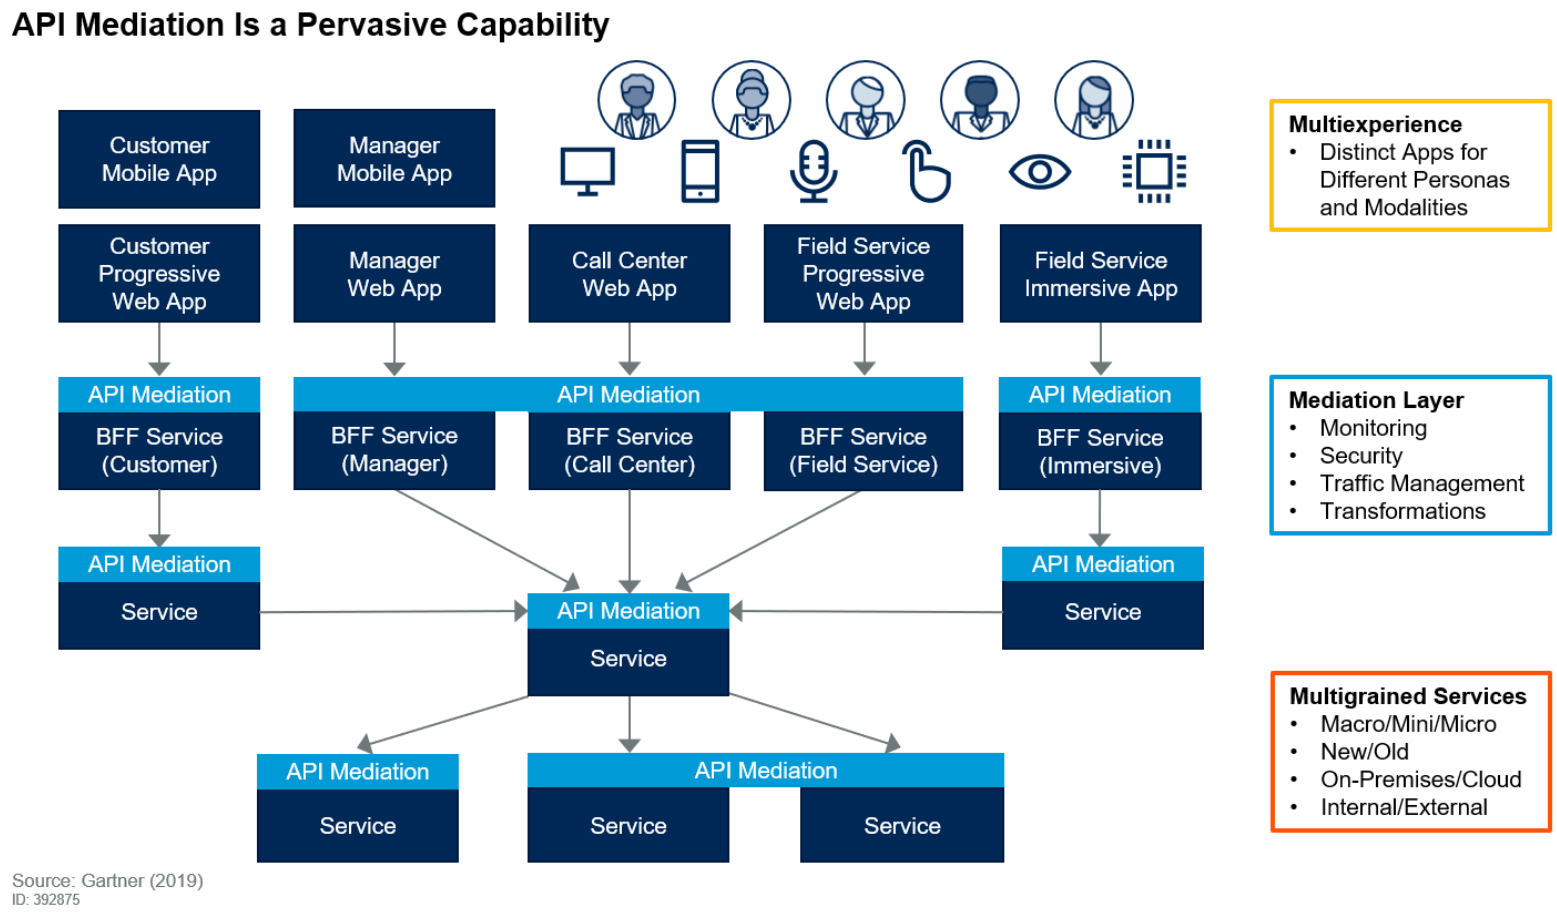 API Mediation Is a Pervasive Capability
Customer
Mobile App
Manager
Mobile App
Customer
Progressive
Web App
Manager
Web App
Call Center
Web App
Field Service
Progressive
Web App
Field Service
Immersive App
Multiexperience
• Distinct Apps for
Different Personas
and Modalities
API Mediation
BFF Service
(Customer)
API Mediation
BFF Service
(Manager)
BFF Service
(Call Center)
BFF Service
(Field Service)
API Mediation
BFF Service
(Immersive)
Mediation Layer
• Monitoring
• Security
• Traffic Management
• Transformations
API Mediation
Service
API Mediation
Service
API Mediation
Service
API Mediation
Service
API Mediation
Service
Service
Multigrained Services
• Macro/Mini/Micro
• New/Old
• On-Premises/Cloud
• Internal/External
Source: Gartner (2019)
ID: 392875